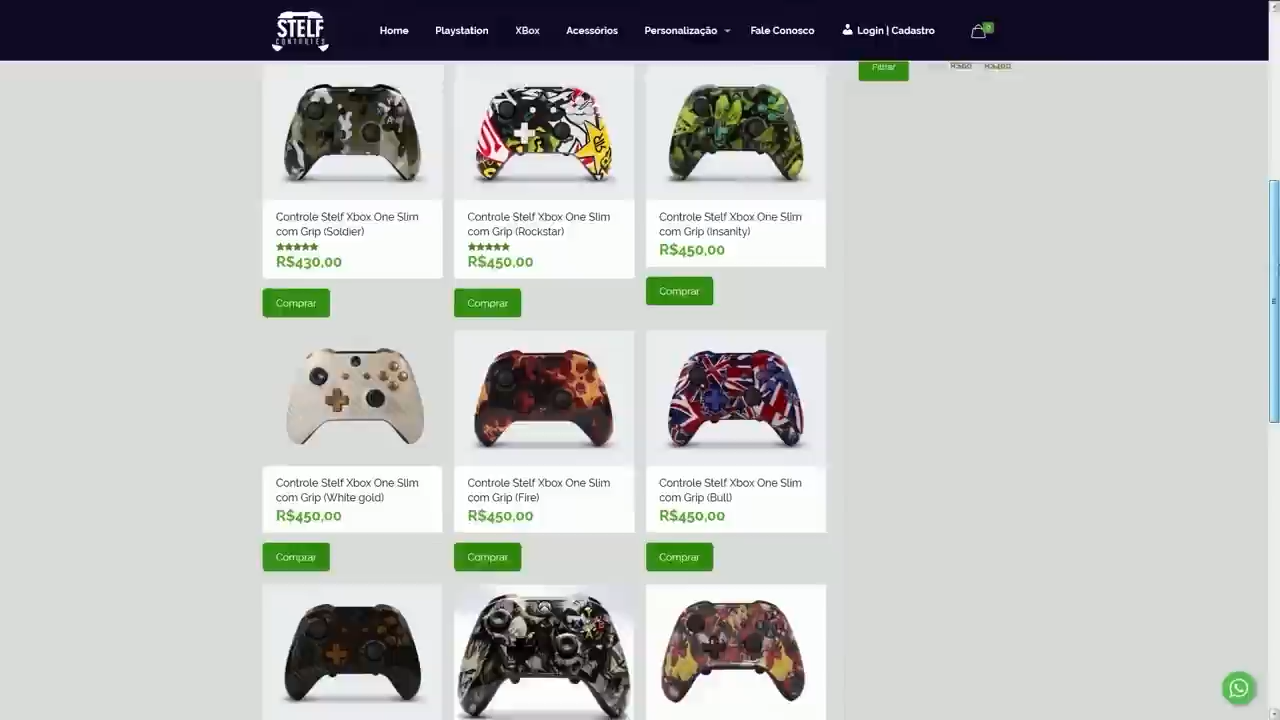 STELF
CONTROLES
Home
Playstation
XBox
Acessórios
Personalização
Fale Conosco
Login | Cadastro
0
Filtrar
Controle Stelf Xbox One Slim
com Grip (Soldier)
R$430,00
Comprar
Controle Stelf Xbox One Slim
com Grip (Rockstar)
R$450,00
Comprar
Controle Stelf Xbox One Slim
com Grip (Insanity)
R$450,00
Comprar
Controle Stelf Xbox One Slim
com Grip (White gold)
R$450,00
Comprar
Controle Stelf Xbox One Slim
com Grip (Fire)
R$450,00
Comprar
Controle Stelf Xbox One Slim
com Grip (Bull)
R$450,00
Comprar